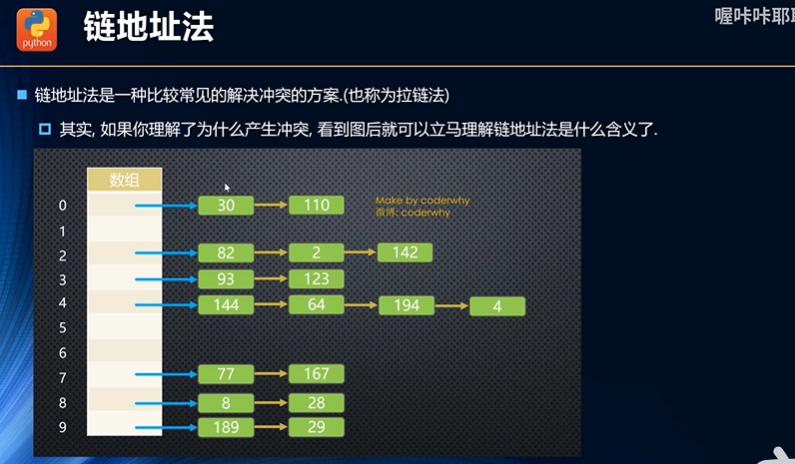 python
链地址法
喔咔咔耶
链地址法是一种比较常见的解决冲突的方案.(也称为拉链法)
其实, 如果你理解了为什么产生冲突, 看到图后就可以立马理解链地址法是什么含义了.
数组
0 30 110
Make by coderwhy
微博: coderwhy
1
2 82 2 142
3 93 123
4 144 64 194 4
5
6
7 77 167
8 8 28
9 189 29